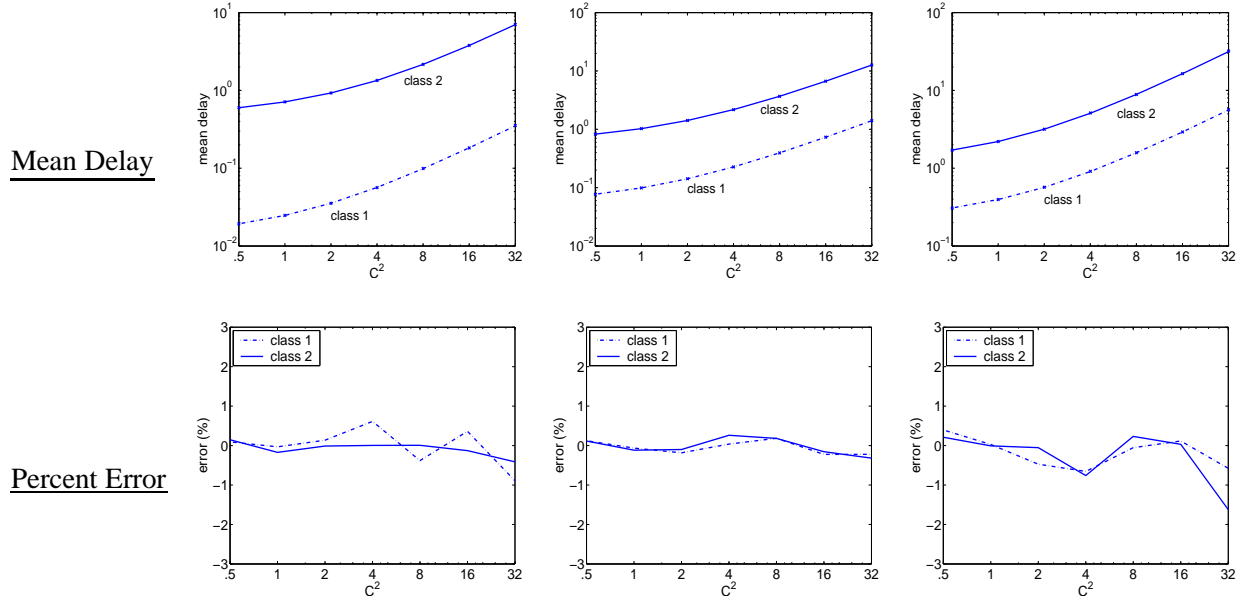 Mean Delay
10^1
10^0
10^-1
10^-2
mean delay
class 2
class 1
.5 1 2 4 8 16 32
C^2
10^2
10^1
10^0
10^-1
10^-2
mean delay
class 2
class 1
.5 1 2 4 8 16 32
C^2
10^2
10^1
10^0
10^-1
mean delay
class 2
class 1
.5 1 2 4 8 16 32
C^2
Percent Error
3
2
1
0
−1
−2
−3
error (%)
class 1
class 2
.5 1 2 4 8 16 32
C^2
3
2
1
0
−1
−2
−3
error (%)
class 1
class 2
.5 1 2 4 8 16 32
C^2
3
2
1
0
−1
−2
−3
error (%)
class 1
class 2
.5 1 2 4 8 16 32
C^2